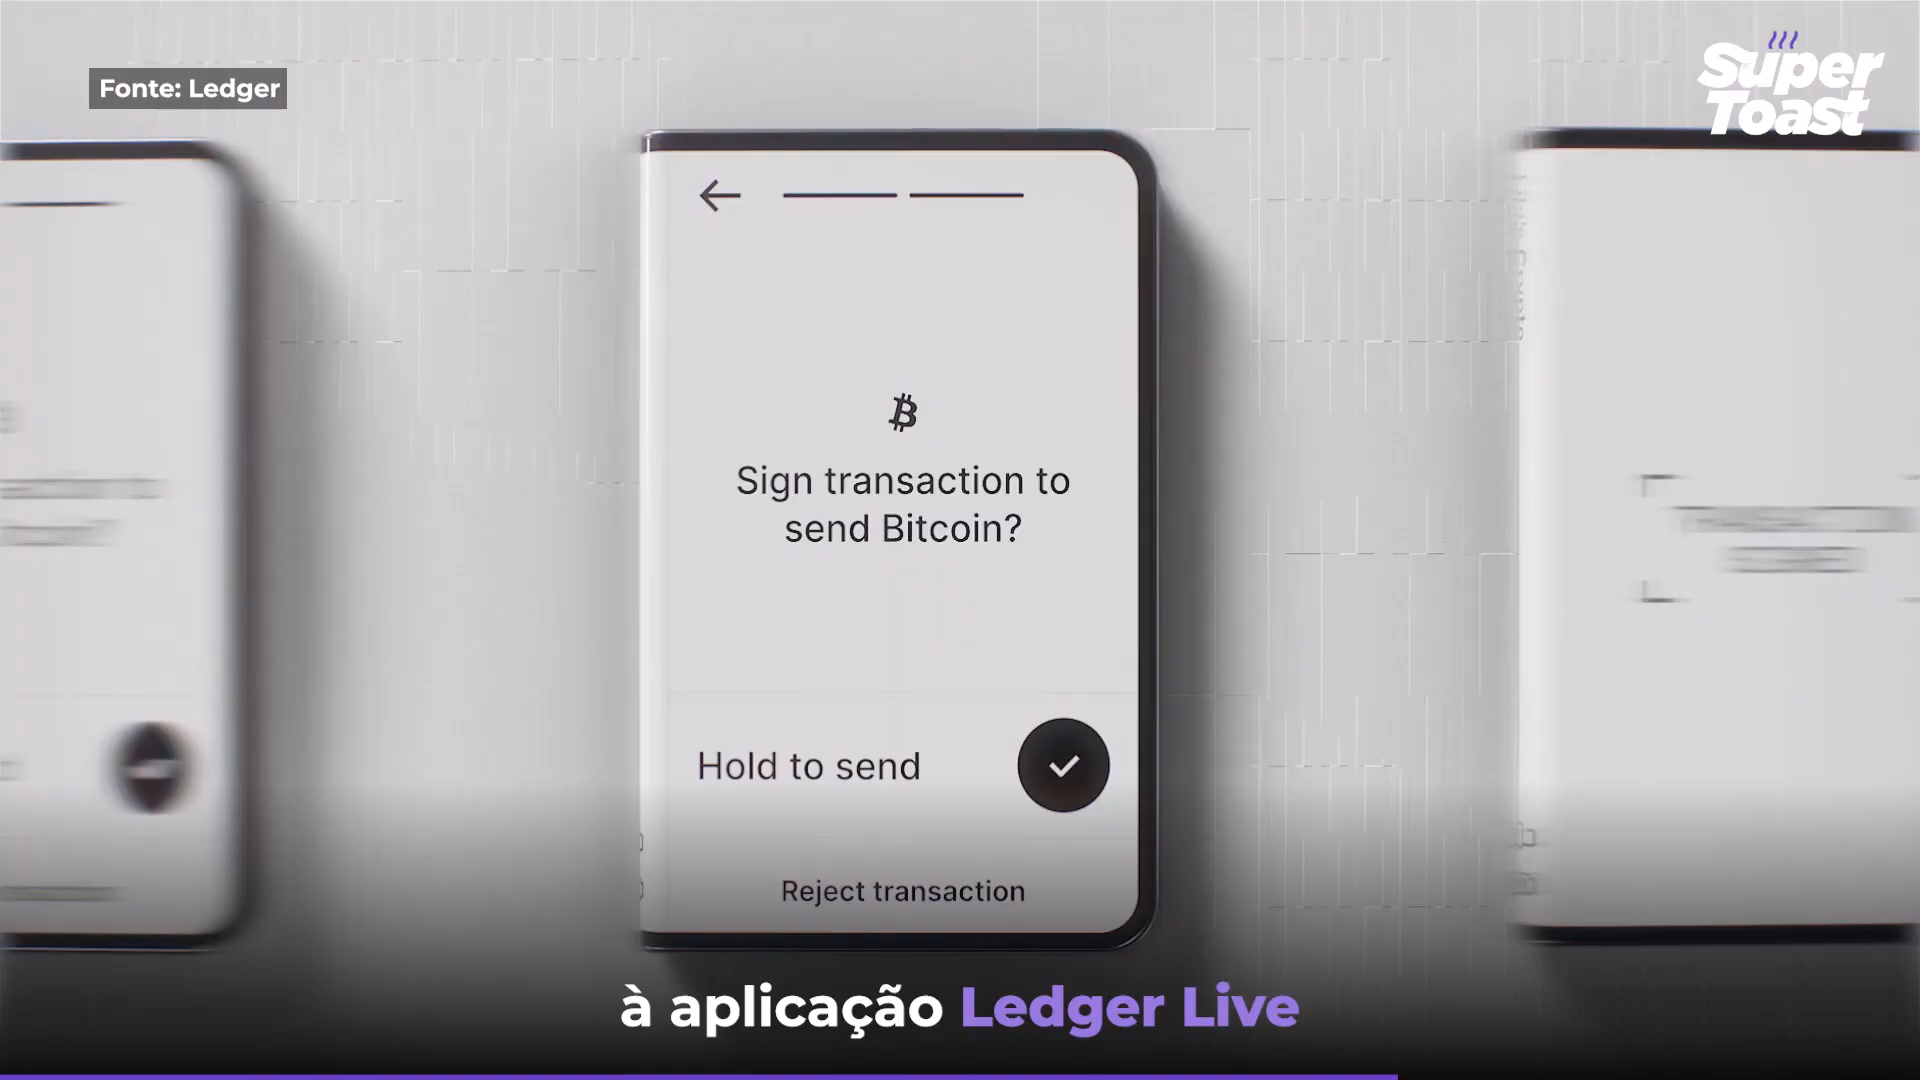 Fonte: Ledger
Super
Toast
Sign transaction to
send Bitcoin?
Hold to send
Reject transaction
à aplicação Ledger Live